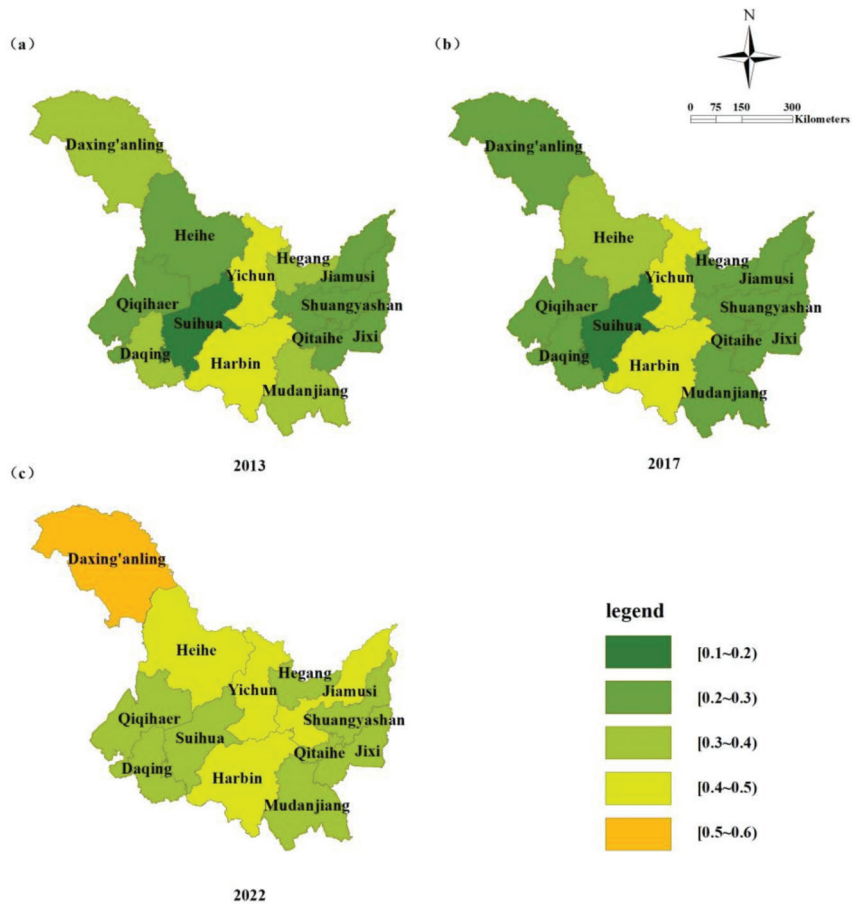 (a)
(b)
N
0 75 150 300
Kilometers
Daxing'anling
Heihe
Hegang
Yichun
Jiamusi
Qiqihaer
Shuangyashan
Suihua
Qitaihe
Jixi
Daqing
Harbin
Mudanjiang
2013
Daxing'anling
Heihe
Hegang
Yichun
Jiamusi
Qiqihaer
Shuangyashan
Suihua
Qitaihe
Jixi
Daqing
Harbin
Mudanjiang
2017
(c)
Daxing'anling
Heihe
Hegang
Yichun
Jiamusi
Qiqihaer
Shuangyashan
Suihua
Qitaihe
Jixi
Daqing
Harbin
Mudanjiang
2022
legend
[0.1~0.2)
[0.2~0.3)
[0.3~0.4)
[0.4~0.5)
[0.5~0.6)